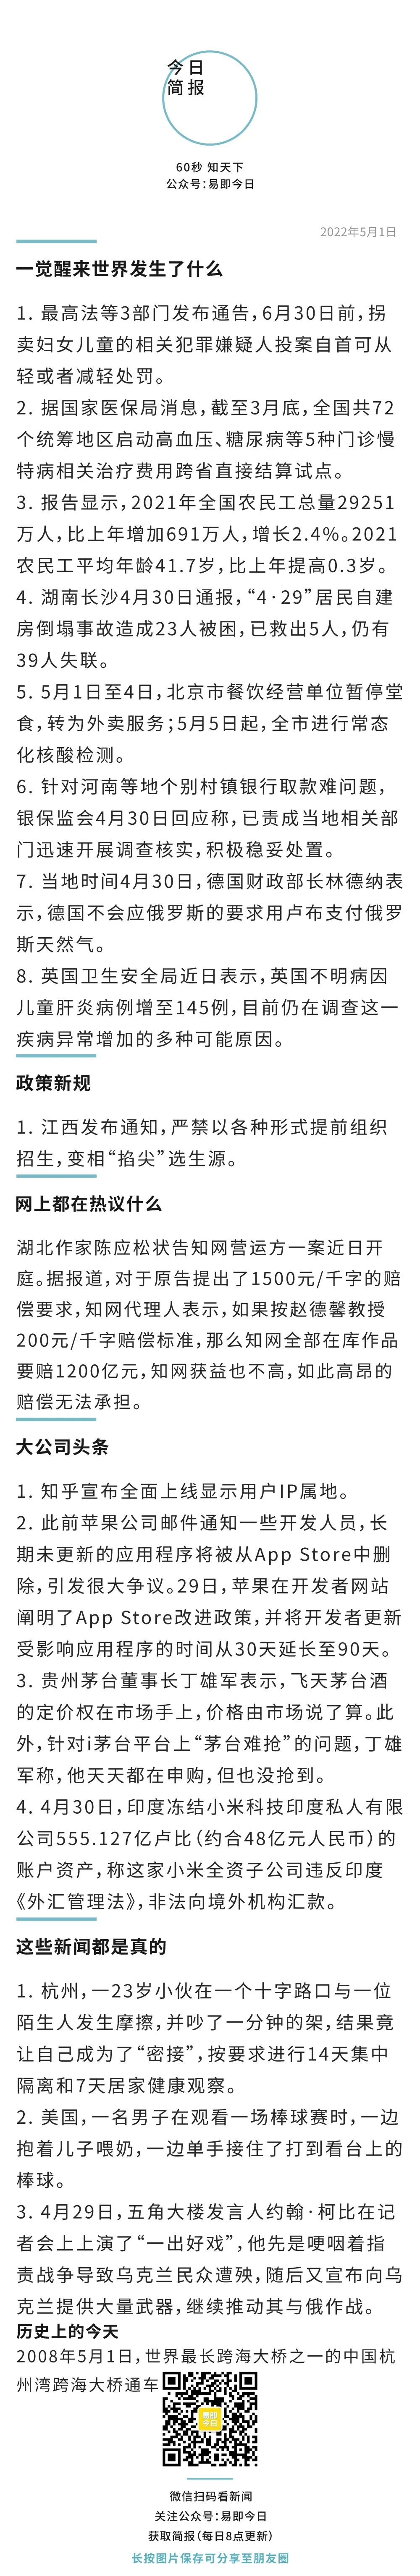 今日
简报
60秒 知天下
公众号：易即今日
2022年5月1日
一觉醒来世界发生了什么
1. 最高法等3部门发布通告，6月30日前，拐
卖妇女儿童的相关犯罪嫌疑人投案自首可从
轻或者减轻处罚。
2. 据国家医保局消息，截至3月底，全国共72
个统筹地区启动高血压、糖尿病等5种门诊慢
特病相关治疗费用跨省直接结算试点。
3. 报告显示，2021年全国农民工总量29251
万人，比上年增加691万人，增长2.4%。2021
农民工平均年龄41.7岁，比上年提高0.3岁。
4. 湖南长沙4月30日通报，“4·29”居民自建
房倒塌事故造成23人被困，已救出5人，仍有
39人失联。
5. 5月1日至4日，北京市餐饮经营单位暂停堂
食，转为外卖服务；5月5日起，全市进行常态
化核酸检测。
6. 针对河南等地个别村镇银行取款难问题，
银保监会4月30日回应称，已责成当地相关部
门迅速开展调查核实，积极稳妥处置。
7. 当地时间4月30日，德国财政部长林德纳表
示，德国不会应俄罗斯的要求用卢布支付俄罗
斯天然气。
8. 英国卫生安全局近日表示，英国不明病因
儿童肝炎病例增至145例，目前仍在调查这一
疾病异常增加的多种可能原因。
政策新规
1. 江西发布通知，严禁以各种形式提前组织
招生，变相“掐尖”选生源。
网上都在热议什么
湖北作家陈应松状告知网营运方一案近日开
庭。据报道，对于原告提出了1500元/千字的赔
偿要求，知网代理人表示，如果按赵德馨教授
200元/千字赔偿标准，那么知网全部在库作品
要赔1200亿元，知网获益也不高，如此高昂的
赔偿无法承担。
大公司头条
1. 知乎宣布全面上线显示用户IP属地。
2. 此前苹果公司邮件通知一些开发人员，长
期未更新的应用程序将被从App Store中删
除，引发很大争议。29日，苹果在开发者网站
阐明了App Store改进政策，并将开发者更新
受影响应用程序的时间从30天延长至90天。
3. 贵州茅台董事长丁雄军表示，飞天茅台酒
的定价权在市场手上，价格由市场说了算。此
外，针对i茅台平台上“茅台难抢”的问题，丁雄
军称，他天天都在申购，但也没抢到。
4. 4月30日，印度冻结小米科技印度私人有限
公司555.127亿卢比（约合48亿元人民币）的
账户资产，称这家小米全资子公司违反印度
《外汇管理法》，非法向境外机构汇款。
这些新闻都是真的
1. 杭州，一23岁小伙在一个十字路口与一位
陌生人发生摩擦，并吵了一分钟的架，结果竟
让自己成为了“密接”，按要求进行14天集中
隔离和7天居家健康观察。
2. 美国，一名男子在观看一场棒球赛时，一边
抱着儿子喂奶，一边单手接住了打到看台上的
棒球。
3. 4月29日，五角大楼发言人约翰·柯比在记
者会上上演了“一出好戏”，他先是哽咽着指
责战争导致乌克兰民众遭殃，随后又宣布向乌
克兰提供大量武器，继续推动其与俄作战。
历史上的今天
2008年5月1日，世界最长跨海大桥之一的中国杭
州湾跨海大桥通车
易即
今日
微信扫码看新闻
关注公众号：易即今日
获取简报（每日8点更新）
长按图片保存可分享至朋友圈